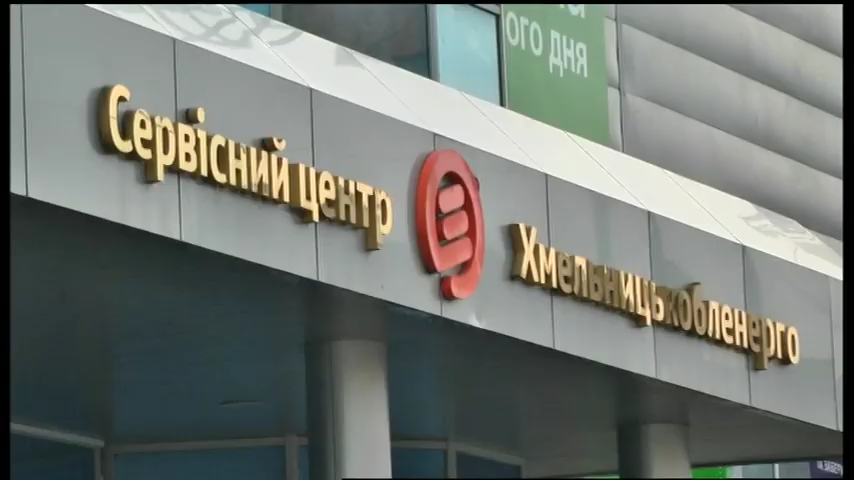 ого дня
Сервісний центр
Хмельницькобленерго